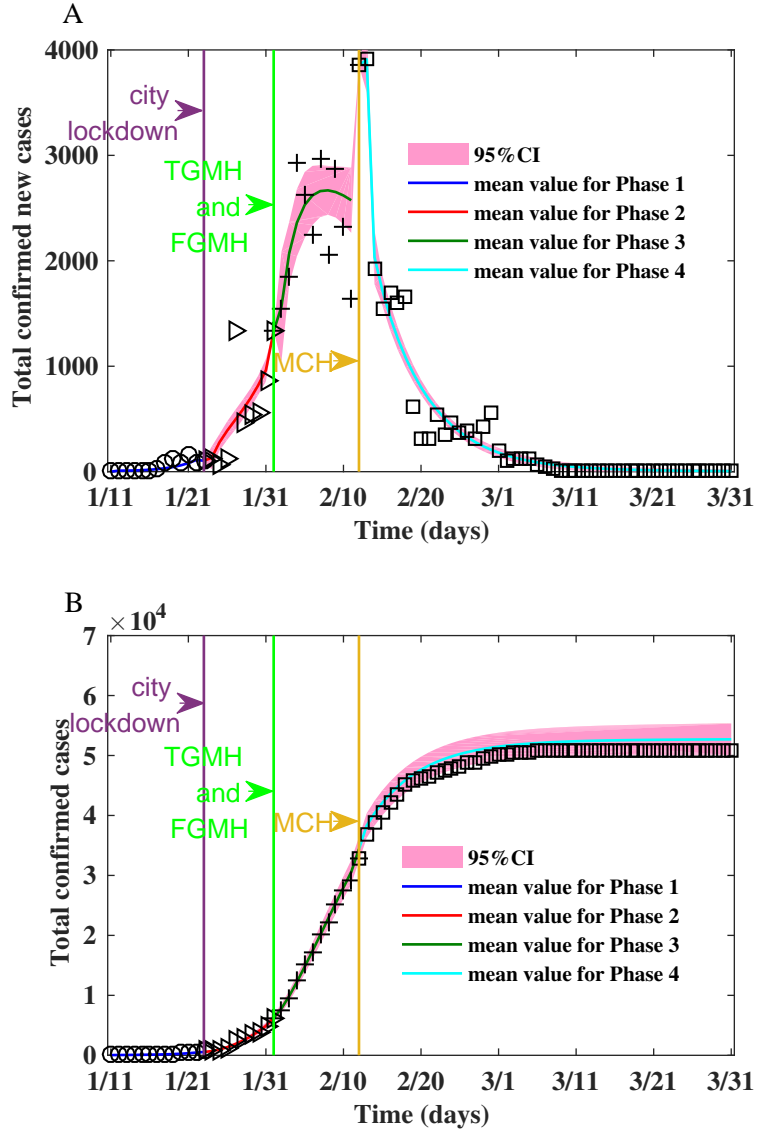 A
4000
3000
2000
1000
0
Total confirmed new cases
city
lockdown
TGMH
and
FGMH
MCH
95%CI
mean value for Phase 1
mean value for Phase 2
mean value for Phase 3
mean value for Phase 4
1/11 1/21 1/31 2/10 2/20 3/1 3/11 3/21 3/31
Time (days)
B
×10^4
7
6
5
4
3
2
1
0
Total confirmed cases
city
lockdown
TGMH
and
FGMH
MCH
95%CI
mean value for Phase 1
mean value for Phase 2
mean value for Phase 3
mean value for Phase 4
1/11 1/21 1/31 2/10 2/20 3/1 3/11 3/21 3/31
Time (days)